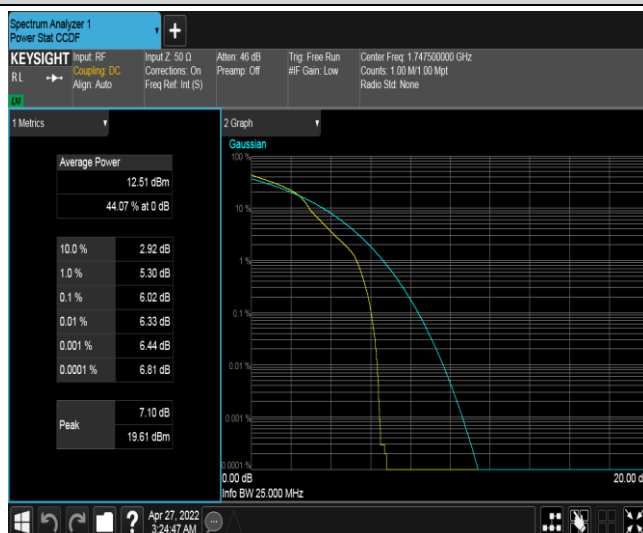 Spectrum Analyzer 1
Power Stat CCDF
+
KEYSIGHT
R L
LXI
Input: RF
Coupling: DC
Align: Auto
Input Z: 50 Ω
Corrections: On
Freq Ref: Int (S)
Atten: 46 dB
Preamp: Off
Trig: Free Run
#IF Gain: Low
Center Freq: 1.747500000 GHz
Counts: 1.00 M/1.00 Mpt
Radio Std: None
1 Metrics
Average Power
12.51 dBm
44.07 % at 0 dB
10.0 % 2.92 dB
1.0 % 5.30 dB
0.1 % 6.02 dB
0.01 % 6.33 dB
0.001 % 6.44 dB
0.0001 % 6.81 dB
Peak
7.10 dB
19.61 dBm
2 Graph
Gaussian
100 %
10 %
1 %
0.1 %
0.01 %
0.001 %
0.0001 %
0.00 dB
20.00 d
Info BW 25.000 MHz
?
Apr 27, 2022
3:24:47 AM